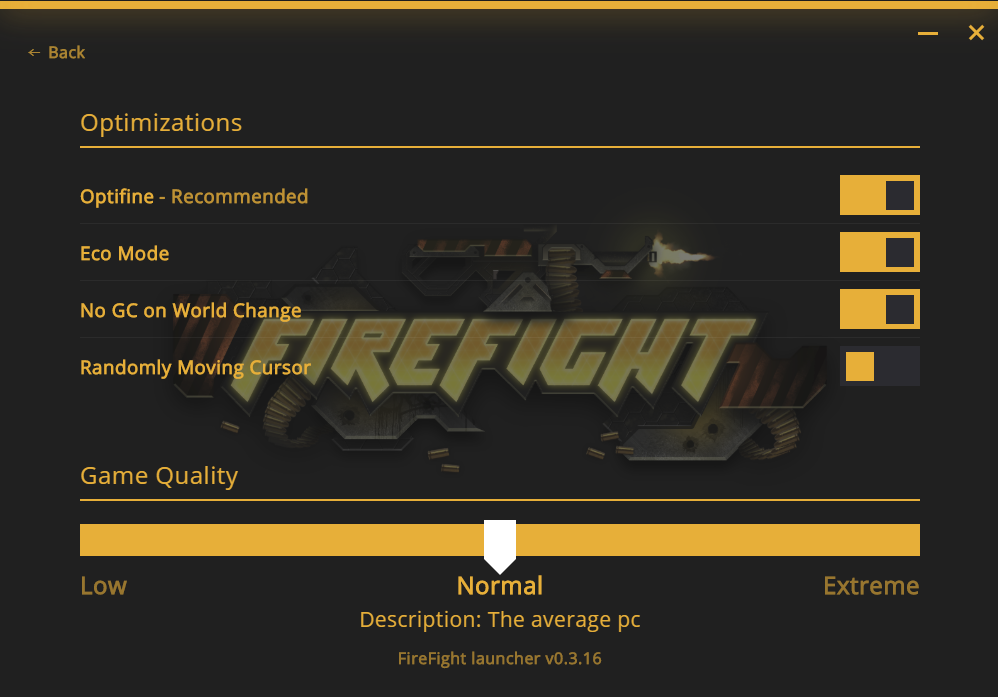 ← Back
Optimizations
Optifine - Recommended
Eco Mode
No GC on World Change
FIREFIGHT
Randomly Moving Cursor
Game Quality
Low Normal Extreme
Description: The average pc
FireFight launcher v0.3.16